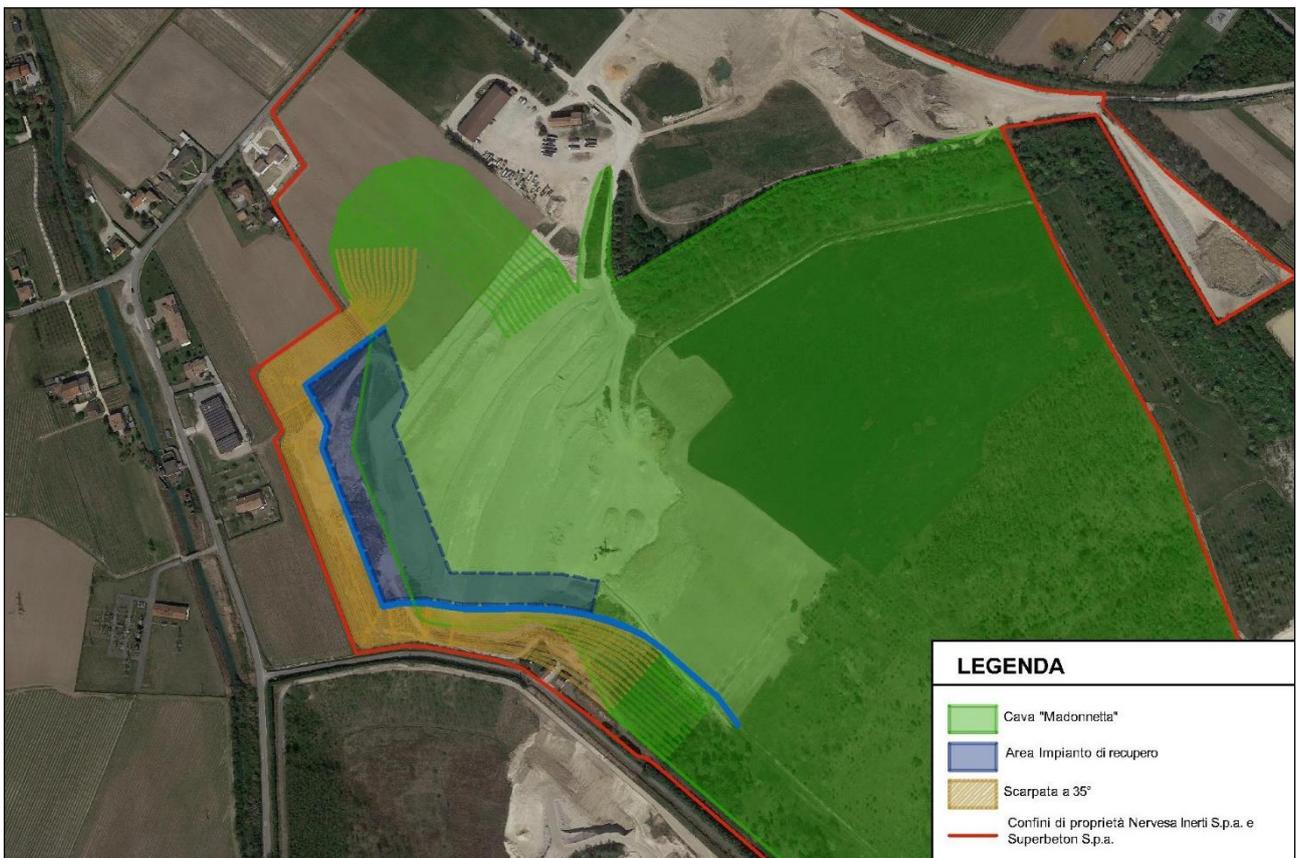 LEGENDA
Cava "Madonnetta"
Area Impianto di recupero
Scarpata a 35°
Confini di proprietà Nervesa Inerti S.p.a. e
Superbeton S.p.a.